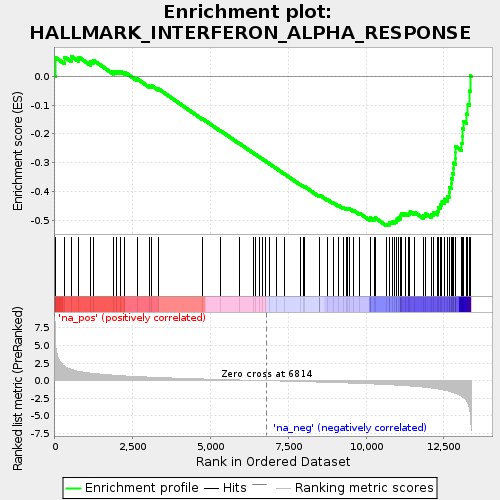 Enrichment plot:
HALLMARK_INTERFERON_ALPHA_RESPONSE
Enrichment score (ES)
0.0
-0.1
-0.2
-0.3
-0.4
-0.5
'na_pos' (positively correlated)
Ranked list metric (PreRanked)
7.5
5.0
2.5
0.0
-2.5
-5.0
-7.5
Zero cross at 6814
'na_neg' (negatively correlated)
0
2,500
5,000
7,500
10,000
12,500
Rank in Ordered Dataset
Enrichment profile
Hits
Ranking metric scores